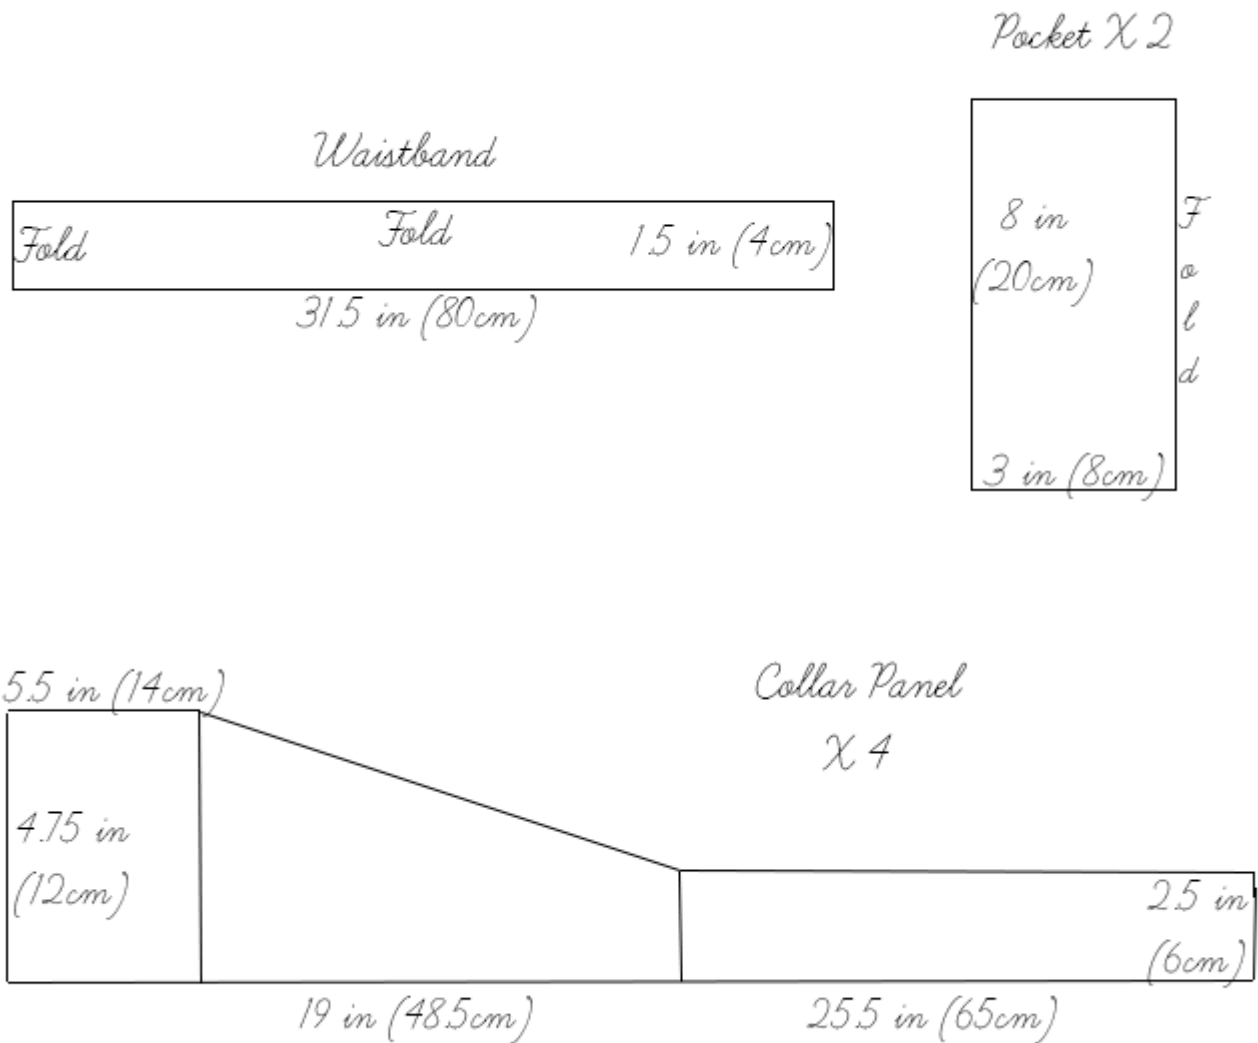 Pocket X 2
Waistband
Fold
Fold
1.5 in (4cm)
31.5 in (80cm)
8 in
(20cm)
F
o
l
d
3 in (8cm)
5.5 in (14cm)
Collar Panel
X 4
4.75 in
(12cm)
2.5 in
(6cm)
19 in (48.5cm)
25.5 in (65cm)